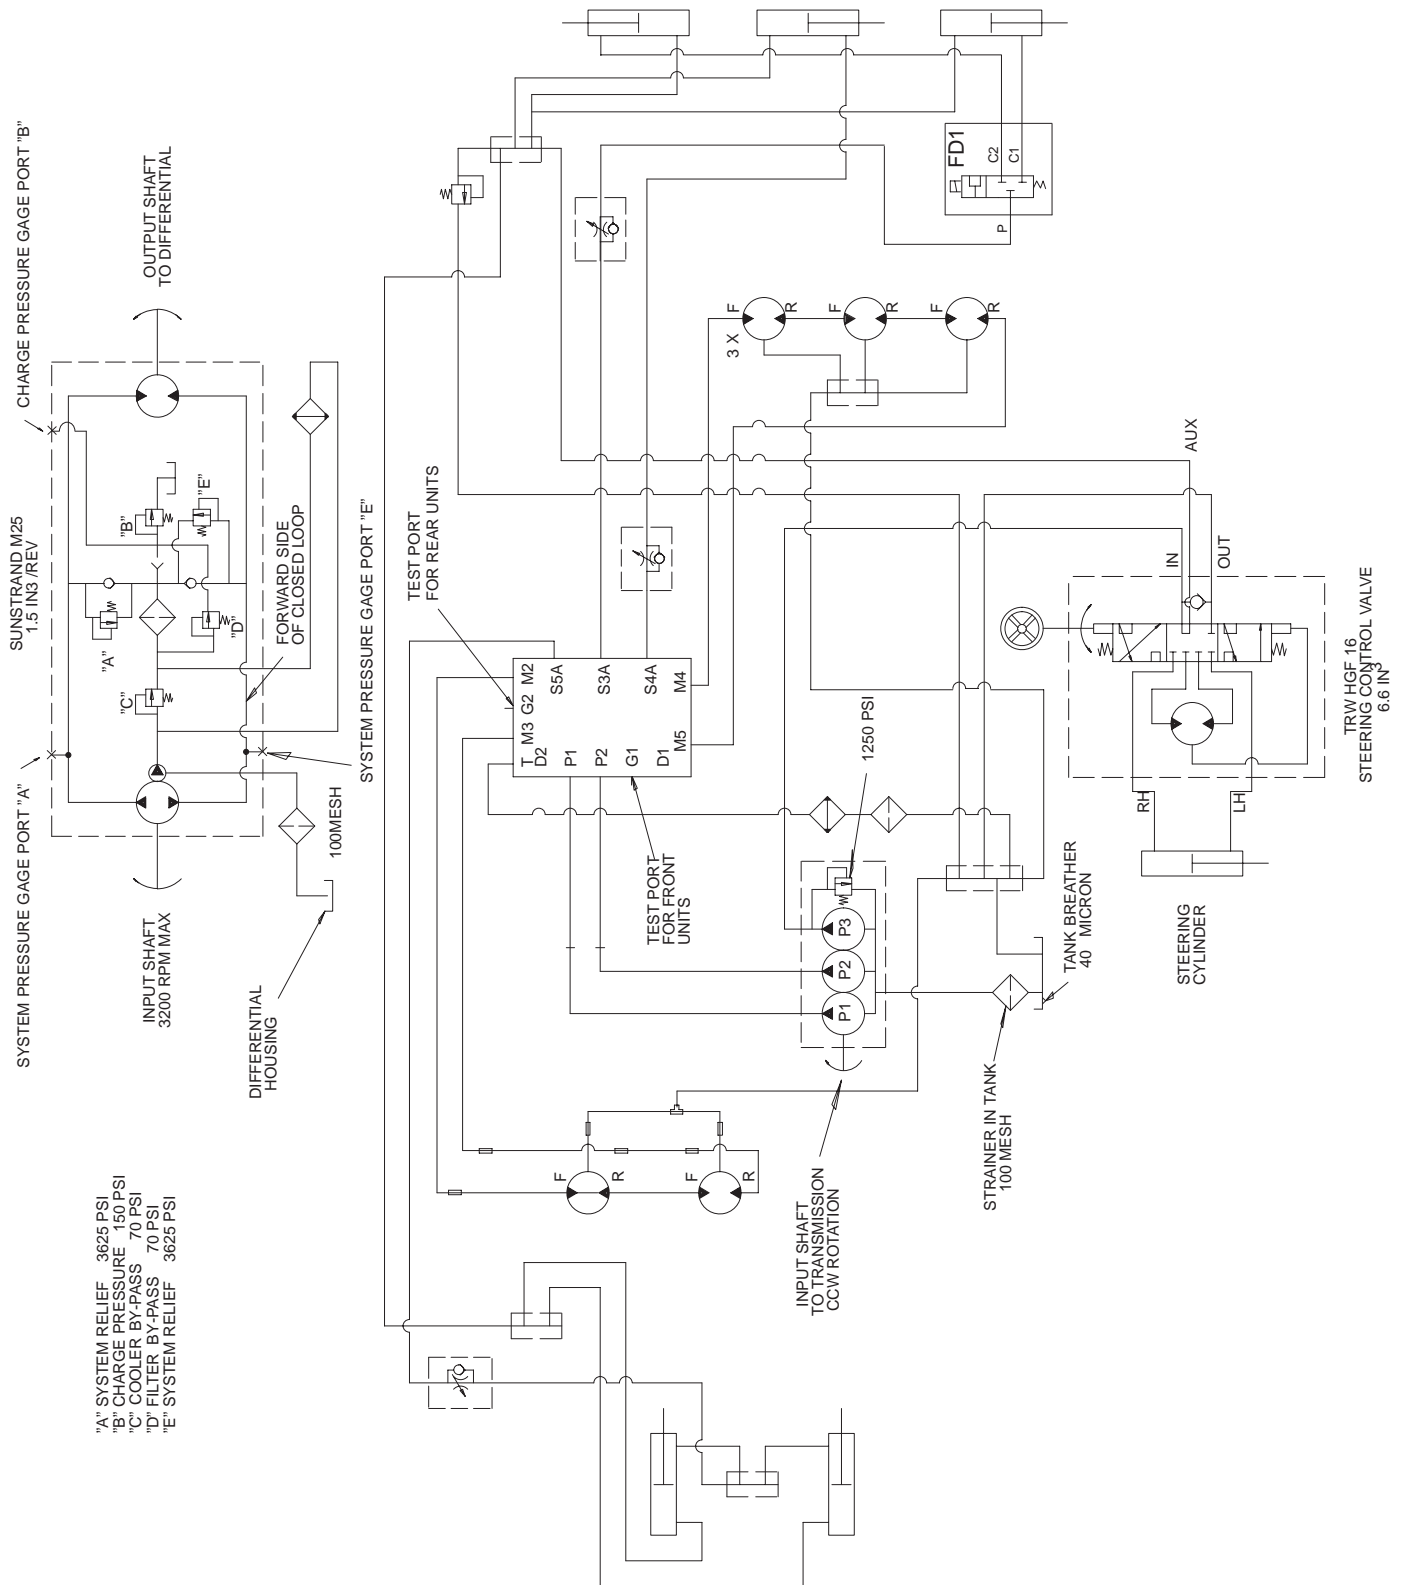 "A" SYSTEM RELIEF 3625 PSI
"B" CHARGE PRESSURE 150 PSI
"C" COOLER BY-PASS 70 PSI
"D" FILTER BY-PASS 70 PSI
"E" SYSTEM RELIEF 3625 PSI
SYSTEM PRESSURE GAGE PORT "A"
SUNSTRAND M25
1.5 IN3 /REV
CHARGE PRESSURE GAGE PORT "B"
INPUT SHAFT
3200 RPM MAX
OUTPUT SHAFT
TO DIFFERENTIAL
"A"
"B"
"C"
"D"
"E"
DIFFERENTIAL
HOUSING
100MESH
FORWARD SIDE
OF CLOSED LOOP
SYSTEM PRESSURE GAGE PORT "E"
TEST PORT
FOR REAR UNITS
T
M3
G2
M2
D2
S5A
P1
P2
S3A
G1
D1
S4A
M5
M4
TEST PORT
FOR FRONT
UNITS
F
R
F
R
3 X
F
R
F
R
F
R
FD1
C2
C1
P
INPUT SHAFT
TO TRANSMISSION
CCW ROTATION
P1
P2
P3
1250 PSI
STRAINER IN TANK
100 MESH
TANK BREATHER
40 MICRON
RH
LH
STEERING
CYLINDER
IN
AUX
OUT
TRW HGF 16
STEERING CONTROL VALVE
6.6 IN3